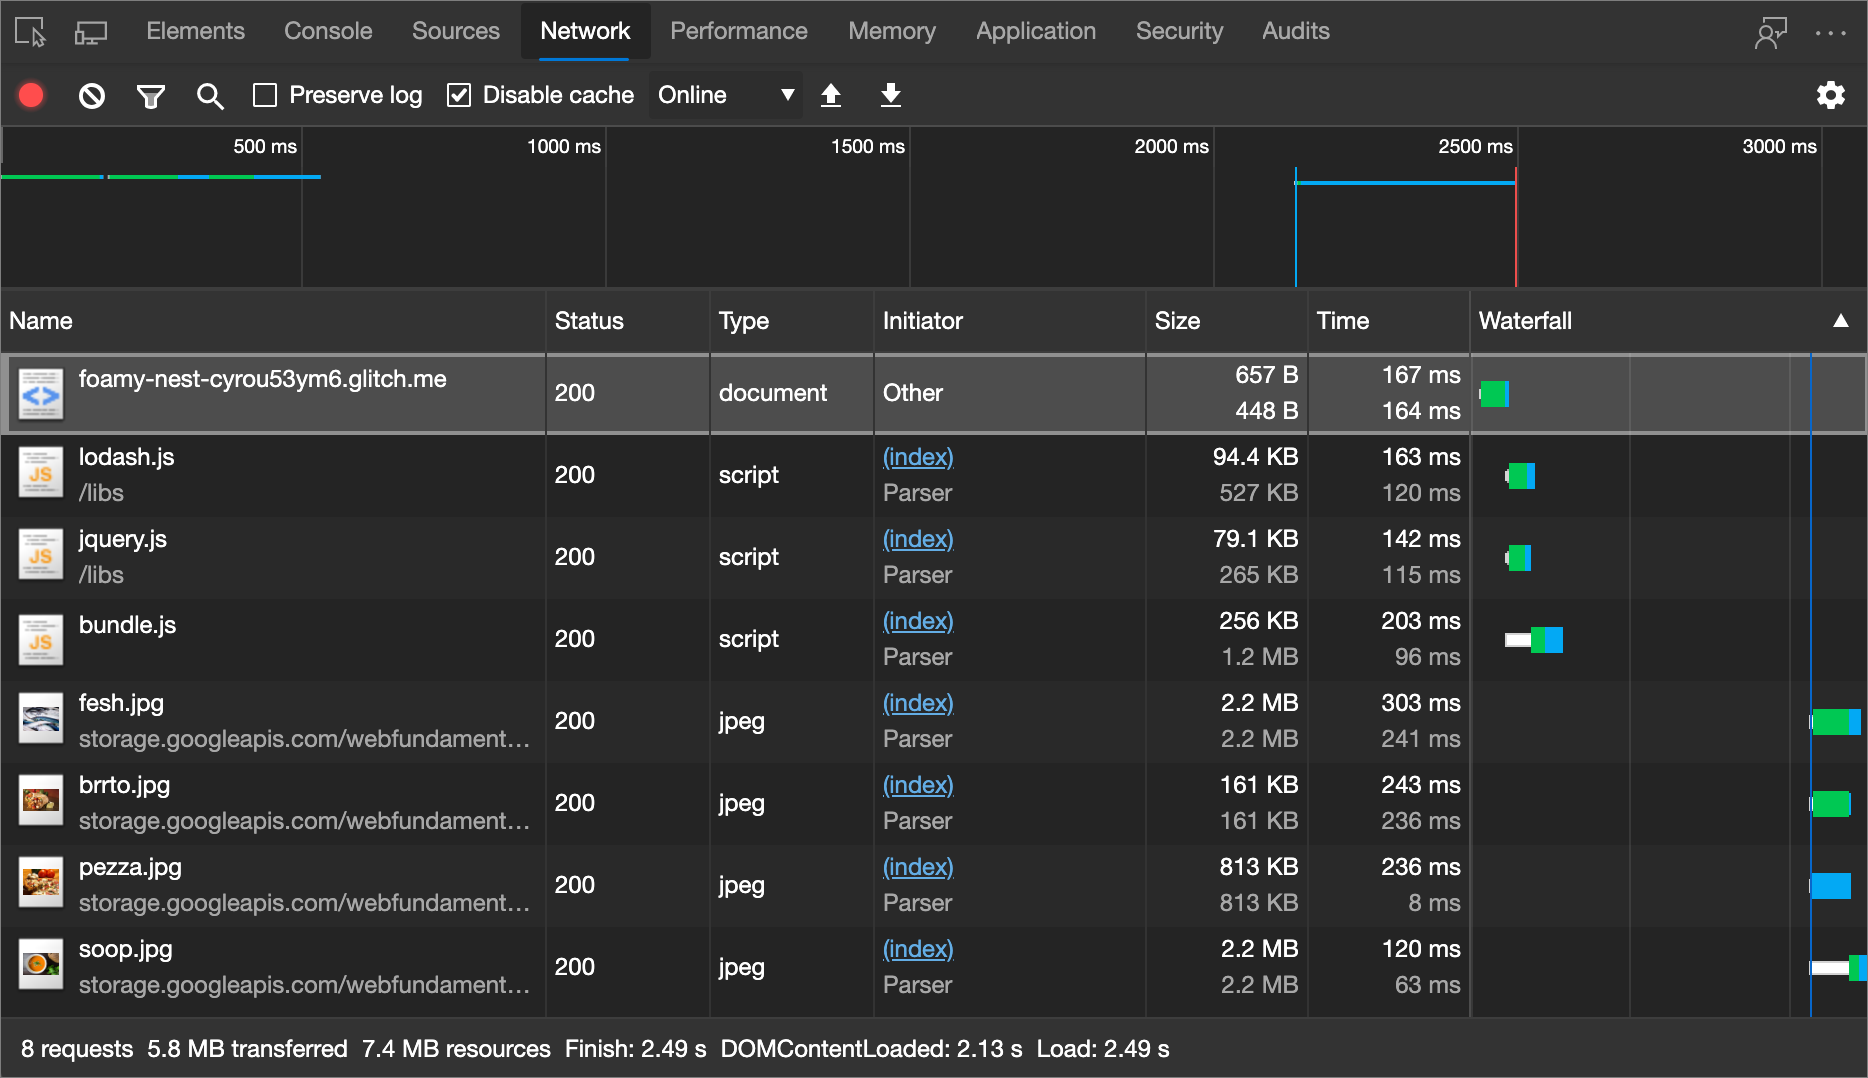 Elements Console Sources Network Performance Memory Application Security Audits
Preserve log Disable cache Online
500 ms 1000 ms 1500 ms 2000 ms 2500 ms 3000 ms
Name Status Type Initiator Size Time Waterfall
foamy-nest-cyrou53ym6.glitch.me 200 document Other 657 B 167 ms
448 B 164 ms
lodash.js 200 script (index) 94.4 KB 163 ms
/libs Parser 527 KB 120 ms
jquery.js 200 script (index) 79.1 KB 142 ms
/libs Parser 265 KB 115 ms
bundle.js 200 script (index) 256 KB 203 ms
Parser 1.2 MB 96 ms
fesh.jpg 200 jpeg (index) 2.2 MB 303 ms
storage.googleapis.com/webfundament… Parser 2.2 MB 241 ms
brrto.jpg 200 jpeg (index) 161 KB 243 ms
storage.googleapis.com/webfundament… Parser 161 KB 236 ms
pezza.jpg 200 jpeg (index) 813 KB 236 ms
storage.googleapis.com/webfundament… Parser 813 KB 8 ms
soop.jpg 200 jpeg (index) 2.2 MB 120 ms
storage.googleapis.com/webfundament… Parser 2.2 MB 63 ms
8 requests 5.8 MB transferred 7.4 MB resources Finish: 2.49 s DOMContentLoaded: 2.13 s Load: 2.49 s